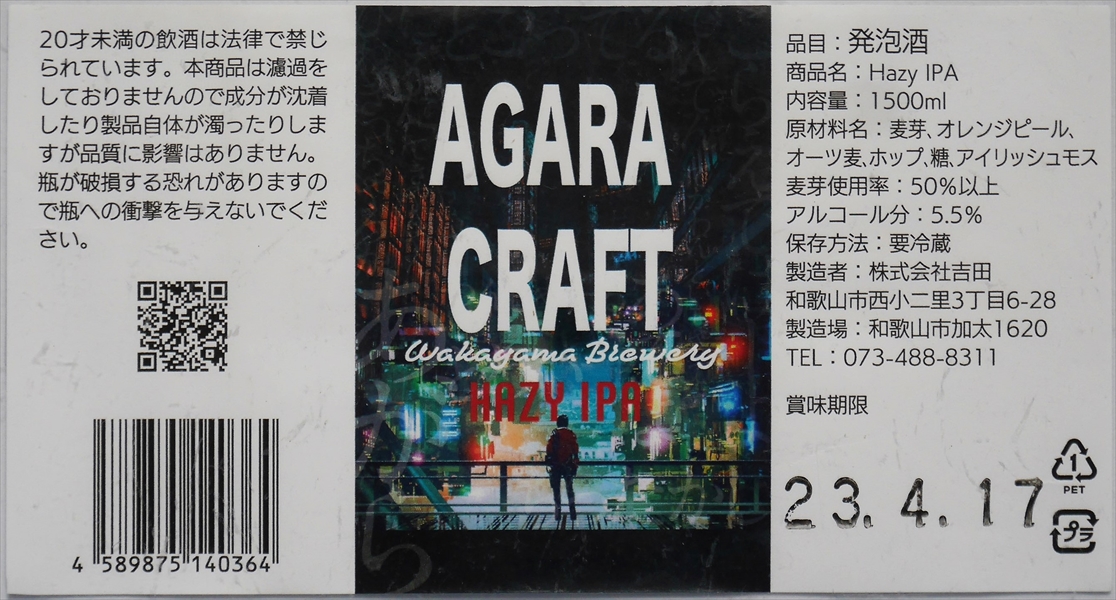 20才未満の飲酒は法律で禁じ
られています。本商品は濾過を
しておりませんので成分が沈着
したり製品自体が濁ったりしま
すが品質に影響はありません。
瓶が破損する恐れがありますの
で瓶への衝撃を与えないでくだ
さい。
4 589875 140364
AGARA
CRAFT
Wakayama Brewery
HAZY IPA
品目：発泡酒
商品名：Hazy IPA
内容量：1500ml
原材料名：麦芽、オレンジピール、
オーツ麦、ホップ、糖、アイリッシュモス
麦芽使用率：50%以上
アルコール分：5.5%
保存方法：要冷蔵
製造者：株式会社吉田
和歌山市西小二里3丁目6-28
製造場：和歌山市加太1620
TEL：073-488-8311
賞味期限
23.4.17
1
PET
プラ